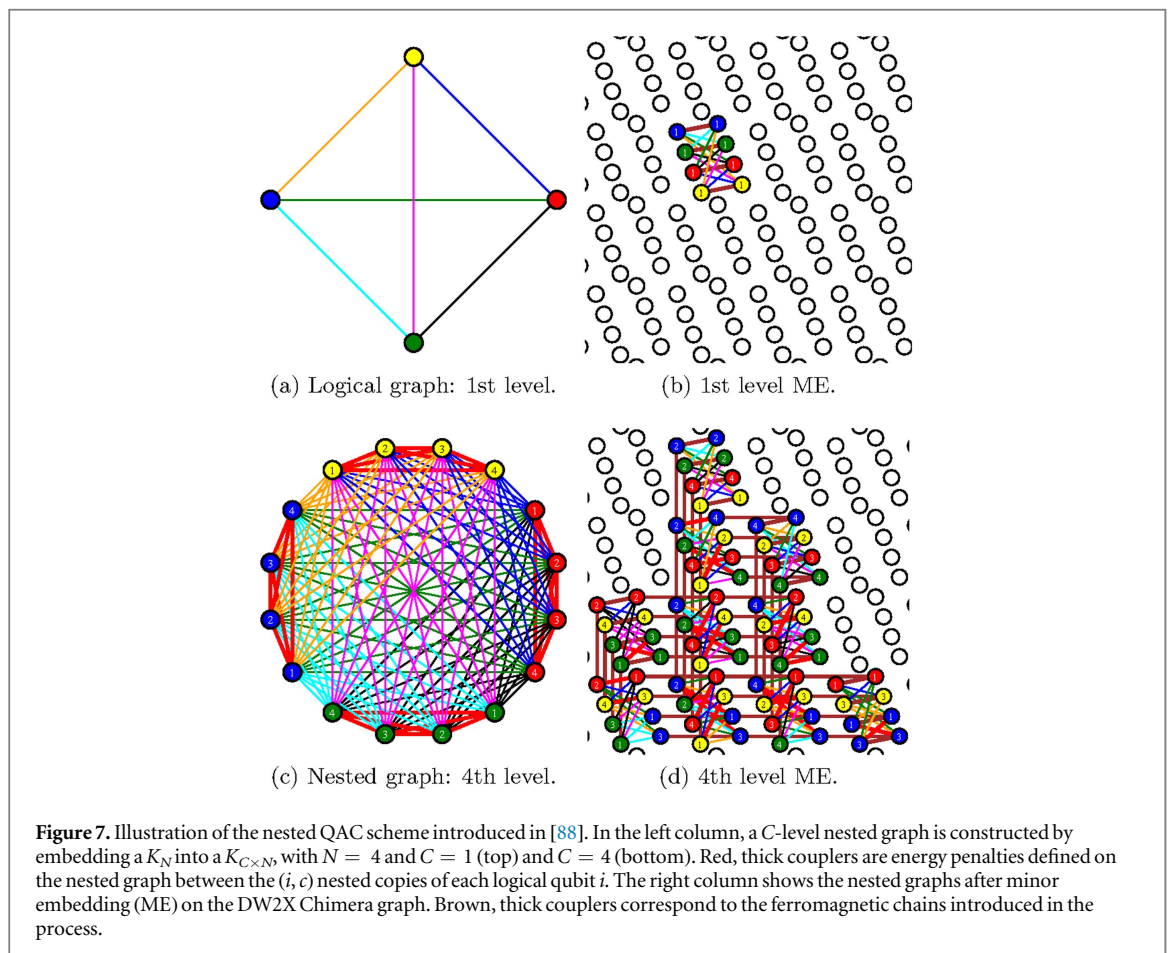 (a) Logical graph: 1st level.
(b) 1st level ME.
(c) Nested graph: 4th level.
(d) 4th level ME.
Figure 7. Illustration of the nested QAC scheme introduced in [88]. In the left column, a C-level nested graph is constructed by
embedding a K_N into a K_{C×N}, with N = 4 and C = 1 (top) and C = 4 (bottom). Red, thick couplers are energy penalties defined on
the nested graph between the (i, c) nested copies of each logical qubit i. The right column shows the nested graphs after minor
embedding (ME) on the DW2X Chimera graph. Brown, thick couplers correspond to the ferromagnetic chains introduced in the
process.